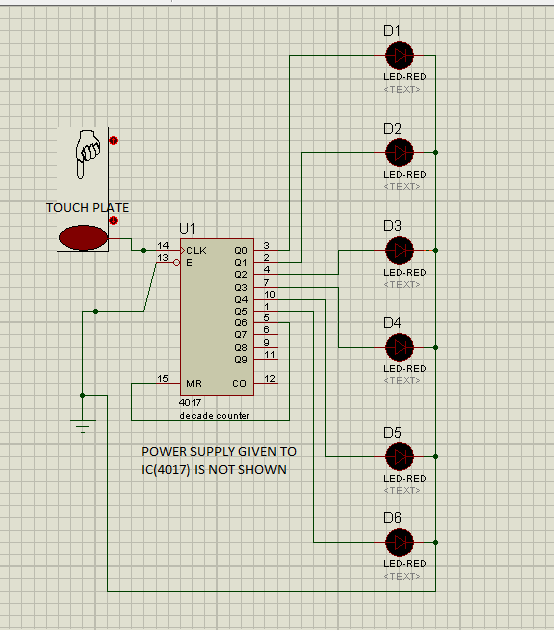 D1
LED-RED
<TEXT>
D2
LED-RED
<TEXT>
TOUCH PLATE
U1
14 CLK Q0 3
13 E Q1 2
Q2 4
Q3 7
Q4 10
Q5 1
Q6 5
Q7 6
Q8 9
Q9 11
15 MR CO 12
4017
decade counter
D3
LED-RED
<TEXT>
D4
LED-RED
<TEXT>
POWER SUPPLY GIVEN TO
IC(4017) IS NOT SHOWN
D5
LED-RED
<TEXT>
D6
LED-RED
<TEXT>